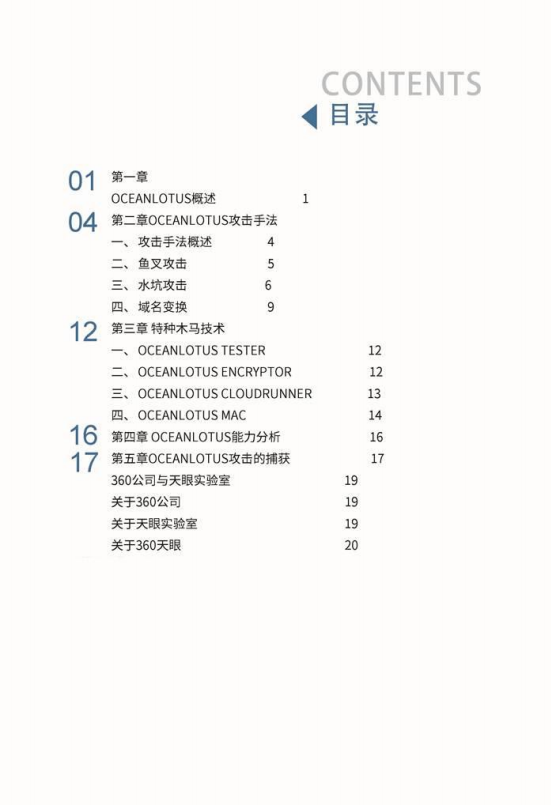 CONTENTS
目录
01 第一章
OCEANLOTUS概述 1
04 第二章OCEANLOTUS攻击手法
一、 攻击手法概述 4
二、 鱼叉攻击 5
三、 水坑攻击 6
四、 域名变换 9
12 第三章 特种木马技术
一、 OCEANLOTUS TESTER 12
二、 OCEANLOTUS ENCRYPTOR 12
三、 OCEANLOTUS CLOUDRUNNER 13
四、 OCEANLOTUS MAC 14
16 第四章 OCEANLOTUS能力分析 16
17 第五章OCEANLOTUS攻击的捕获 17
360公司与天眼实验室 19
关于360公司 19
关于天眼实验室 19
关于360天眼 20